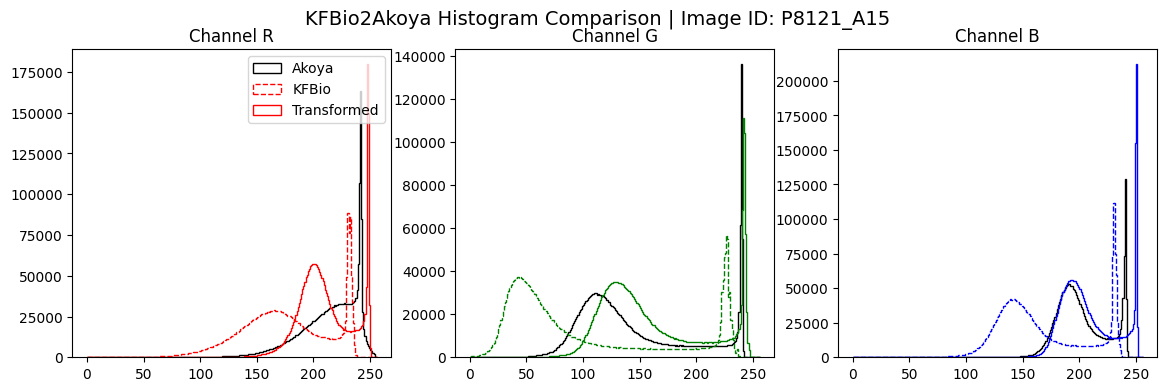 KFBio2Akoya Histogram Comparison | Image ID: P8121_A15
Channel R
Channel G
Channel B
Akoya
KFBio
Transformed
175000
150000
125000
100000
75000
50000
25000
0
0 50 100 150 200 250
140000
120000
100000
80000
60000
40000
20000
0
0 50 100 150 200 250
200000
175000
150000
125000
100000
75000
50000
25000
0
0 50 100 150 200 250